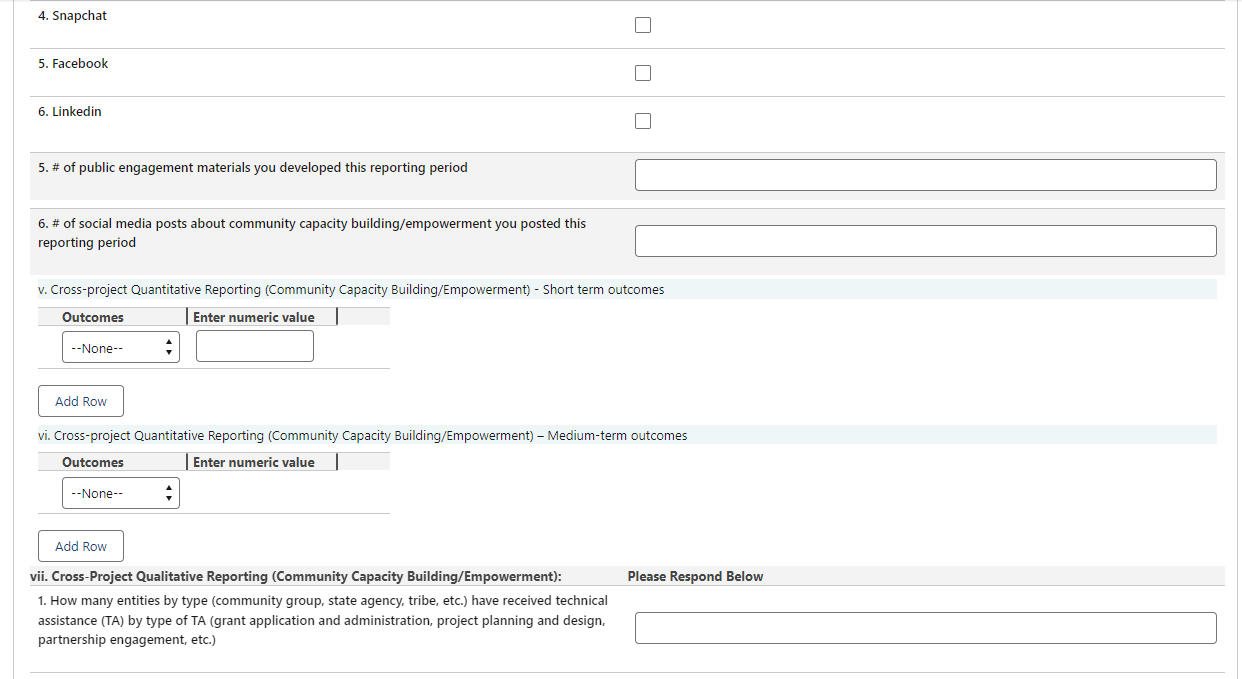 4. Snapchat
5. Facebook
6. Linkedin
5. # of public engagement materials you developed this reporting period
6. # of social media posts about community capacity building/empowerment you posted this
reporting period
v. Cross-project Quantitative Reporting (Community Capacity Building/Empowerment) - Short term outcomes
Outcomes Enter numeric value
--None--
Add Row
vi. Cross-project Quantitative Reporting (Community Capacity Building/Empowerment) – Medium-term outcomes
Outcomes Enter numeric value
--None--
Add Row
vii. Cross-Project Qualitative Reporting (Community Capacity Building/Empowerment): Please Respond Below
1. How many entities by type (community group, state agency, tribe, etc.) have received technical
assistance (TA) by type of TA (grant application and administration, project planning and design,
partnership engagement, etc.)